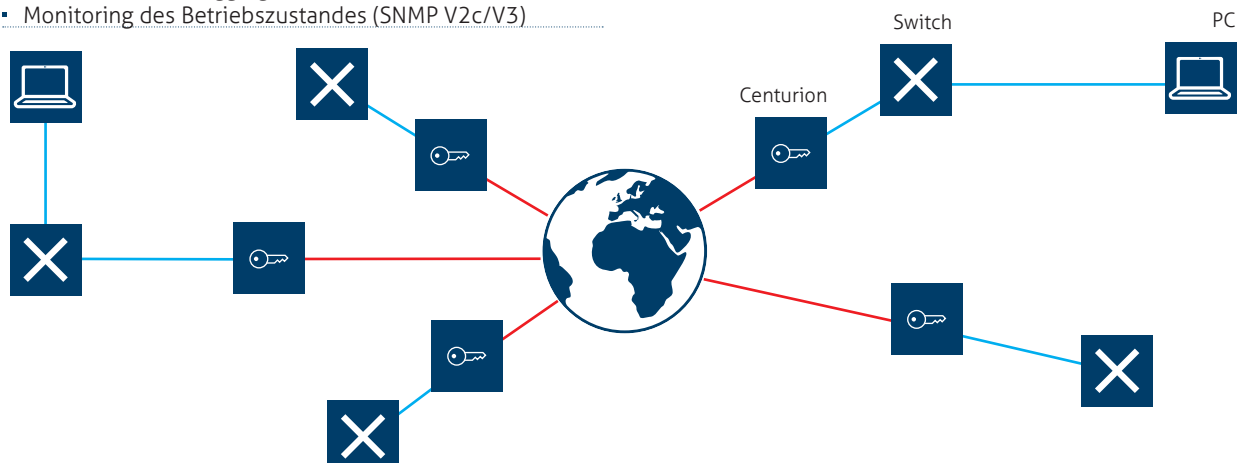 ▪ Monitoring des Betriebszustandes (SNMP V2c/V3)
Switch
PC
Centurion